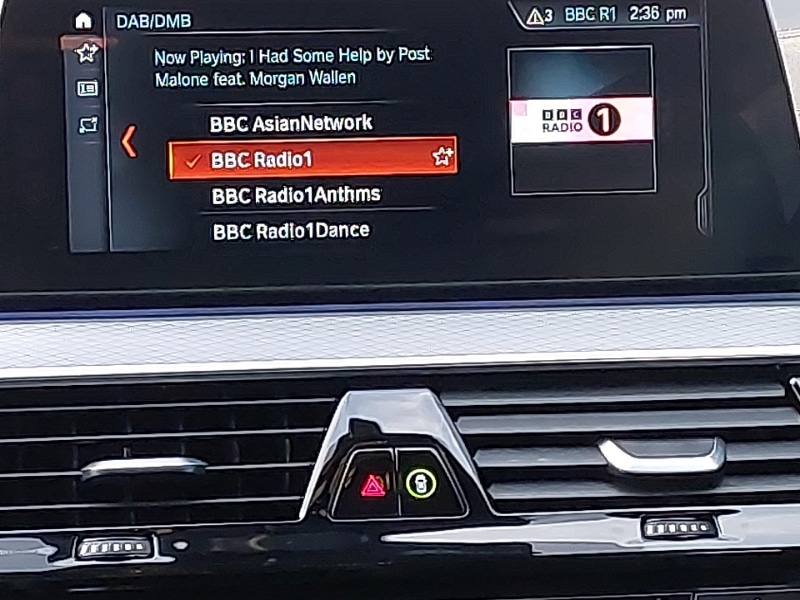 DAB/DMB
3 BBC R1 2:36 pm
Now Playing: I Had Some Help by Post
Malone feat. Morgan Wallen
BBC AsianNetwork
BBC Radio1
BBC Radio1Anthms
BBC Radio1Dance
BBC
RADIO 1